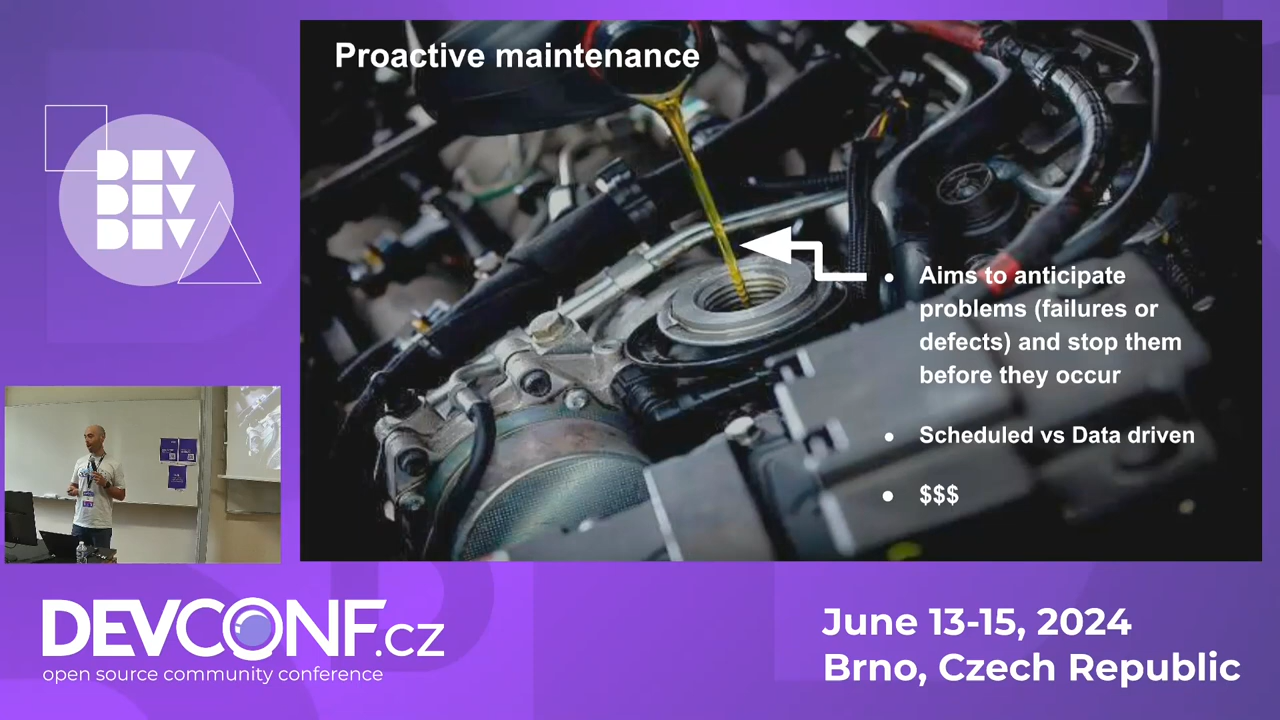 Proactive maintenance
DEV
DEV
DEV
Aims to anticipate
problems (failures or
defects) and stop them
before they occur
Scheduled vs Data driven
$$$
DEVCONF.cz
open source community conference
June 13-15, 2024
Brno, Czech Republic